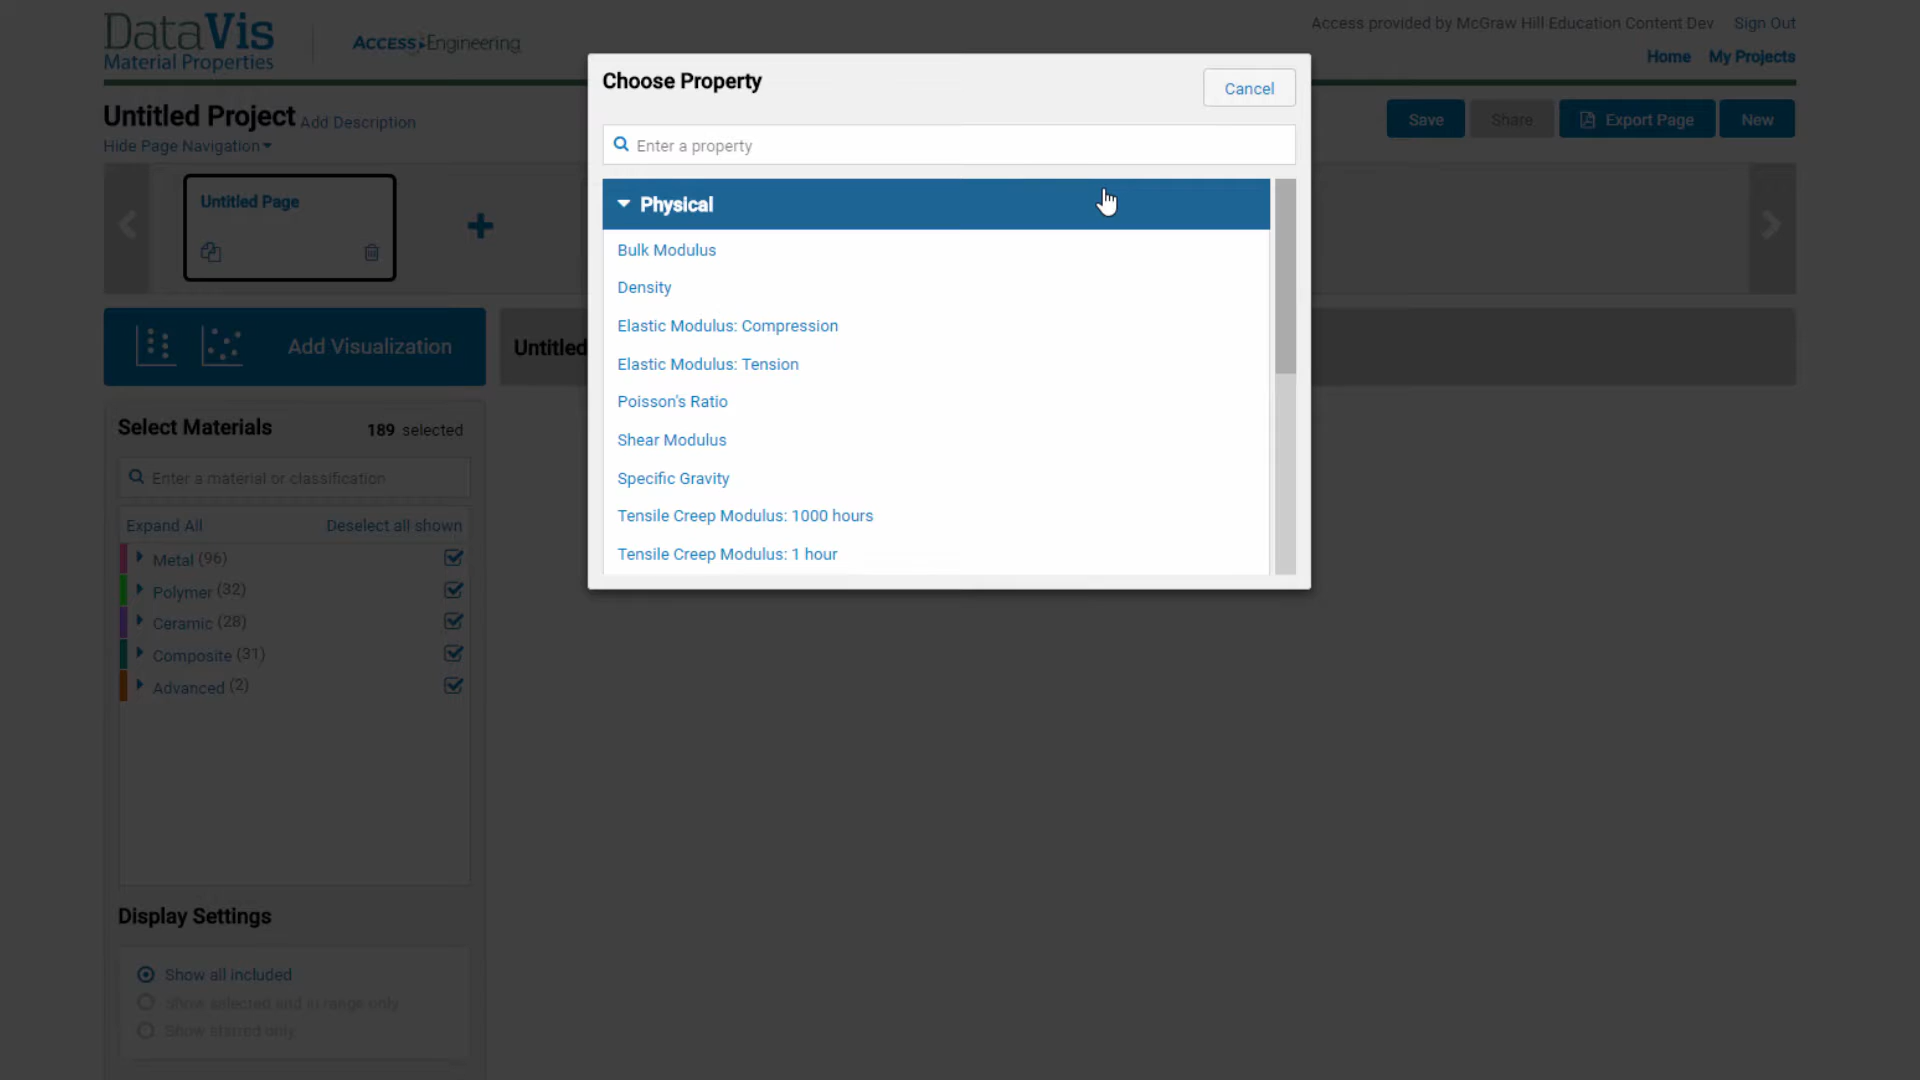 DataVis
Material Properties
ACCESS Engineering
Access provided by McGraw Hill Education Content Dev
Sign Out
Home
My Projects
Untitled Project
Add Description
Hide Page Navigation
Save
Share
Export Page
New
Untitled Page
Choose Property
Cancel
Enter a property
Physical
Bulk Modulus
Density
Elastic Modulus: Compression
Elastic Modulus: Tension
Poisson's Ratio
Shear Modulus
Specific Gravity
Tensile Creep Modulus: 1000 hours
Tensile Creep Modulus: 1 hour
Add Visualization
Untitled
Select Materials
189 selected
Enter a material or classification
Expand All
Deselect all shown
Metal (96)
Polymer (32)
Ceramic (28)
Composite (31)
Advanced (2)
Display Settings
Show all included
Show selected and in range only
Show starred only